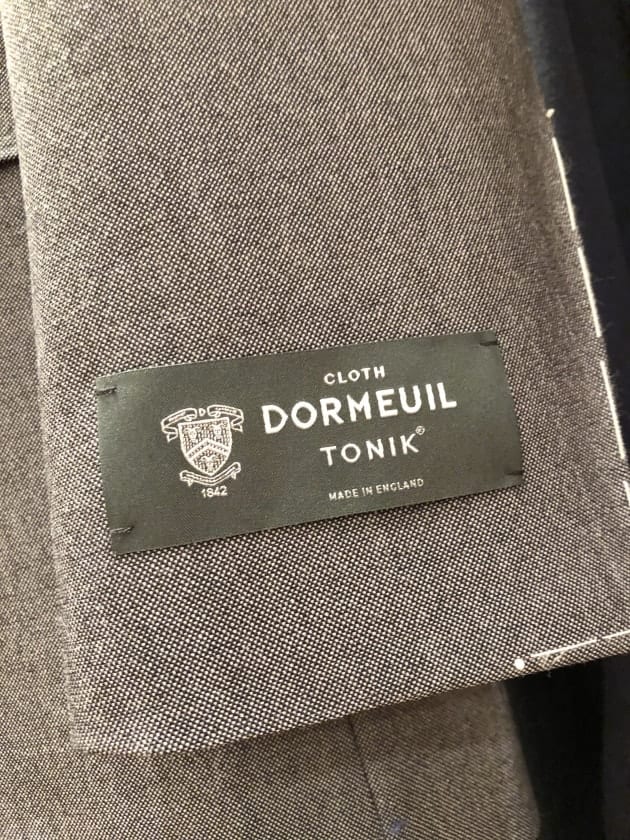 D
1842
CLOTH
DORMEUIL
TONIK®
MADE IN ENGLAND